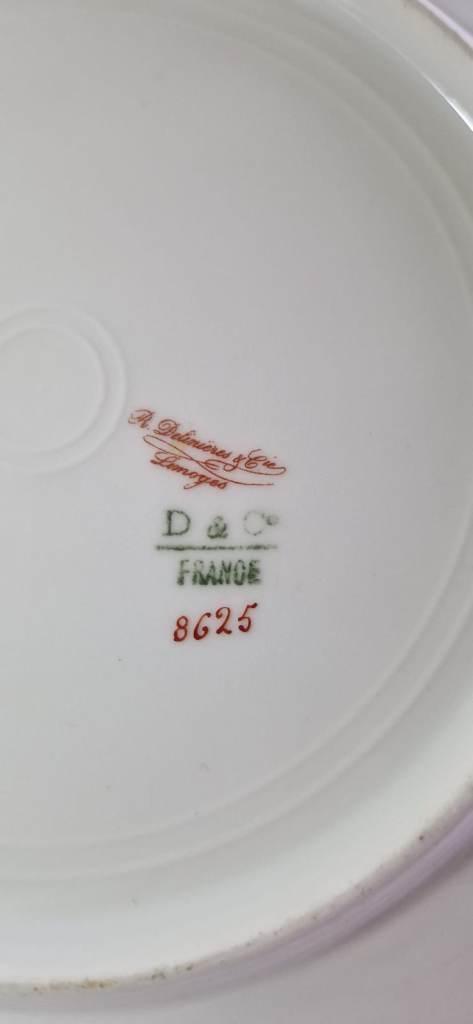 R. Delinières & Cie
Limoges
D & Co
FRANCE
8625